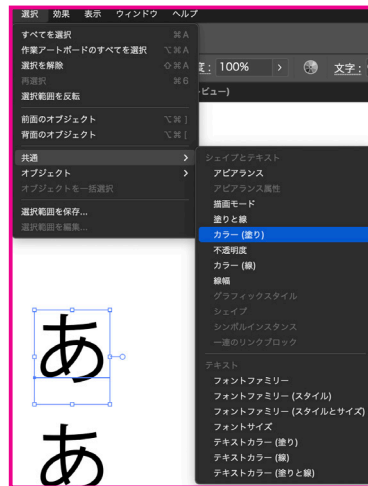 選択 効果 表示 ウィンドウ ヘルプ
すべてを選択 ⌘A
作業アートボードのすべてを選択 ⌥⌘A
選択を解除 ⇧⌘A
再選択 ⌘6
選択範囲を反転
前面のオブジェクト ⌥⌘]
背面のオブジェクト ⌥⌘[
共通 >
オブジェクト >
オブジェクトを一括選択
選択範囲を保存...
選択範囲を編集...
度: 100% > 文字:
ビュー)
シェイプとテキスト
アピアランス
アピアランス属性
描画モード
塗りと線
カラー (塗り)
不透明度
カラー (線)
線幅
グラフィックスタイル
シェイプ
シンボルインスタンス
一連のリンクブロック
テキスト
フォントファミリー
フォントファミリー (スタイル)
フォントファミリー (スタイルとサイズ)
フォントサイズ
テキストカラー (塗り)
テキストカラー (線)
テキストカラー (塗りと線)
あ
あ